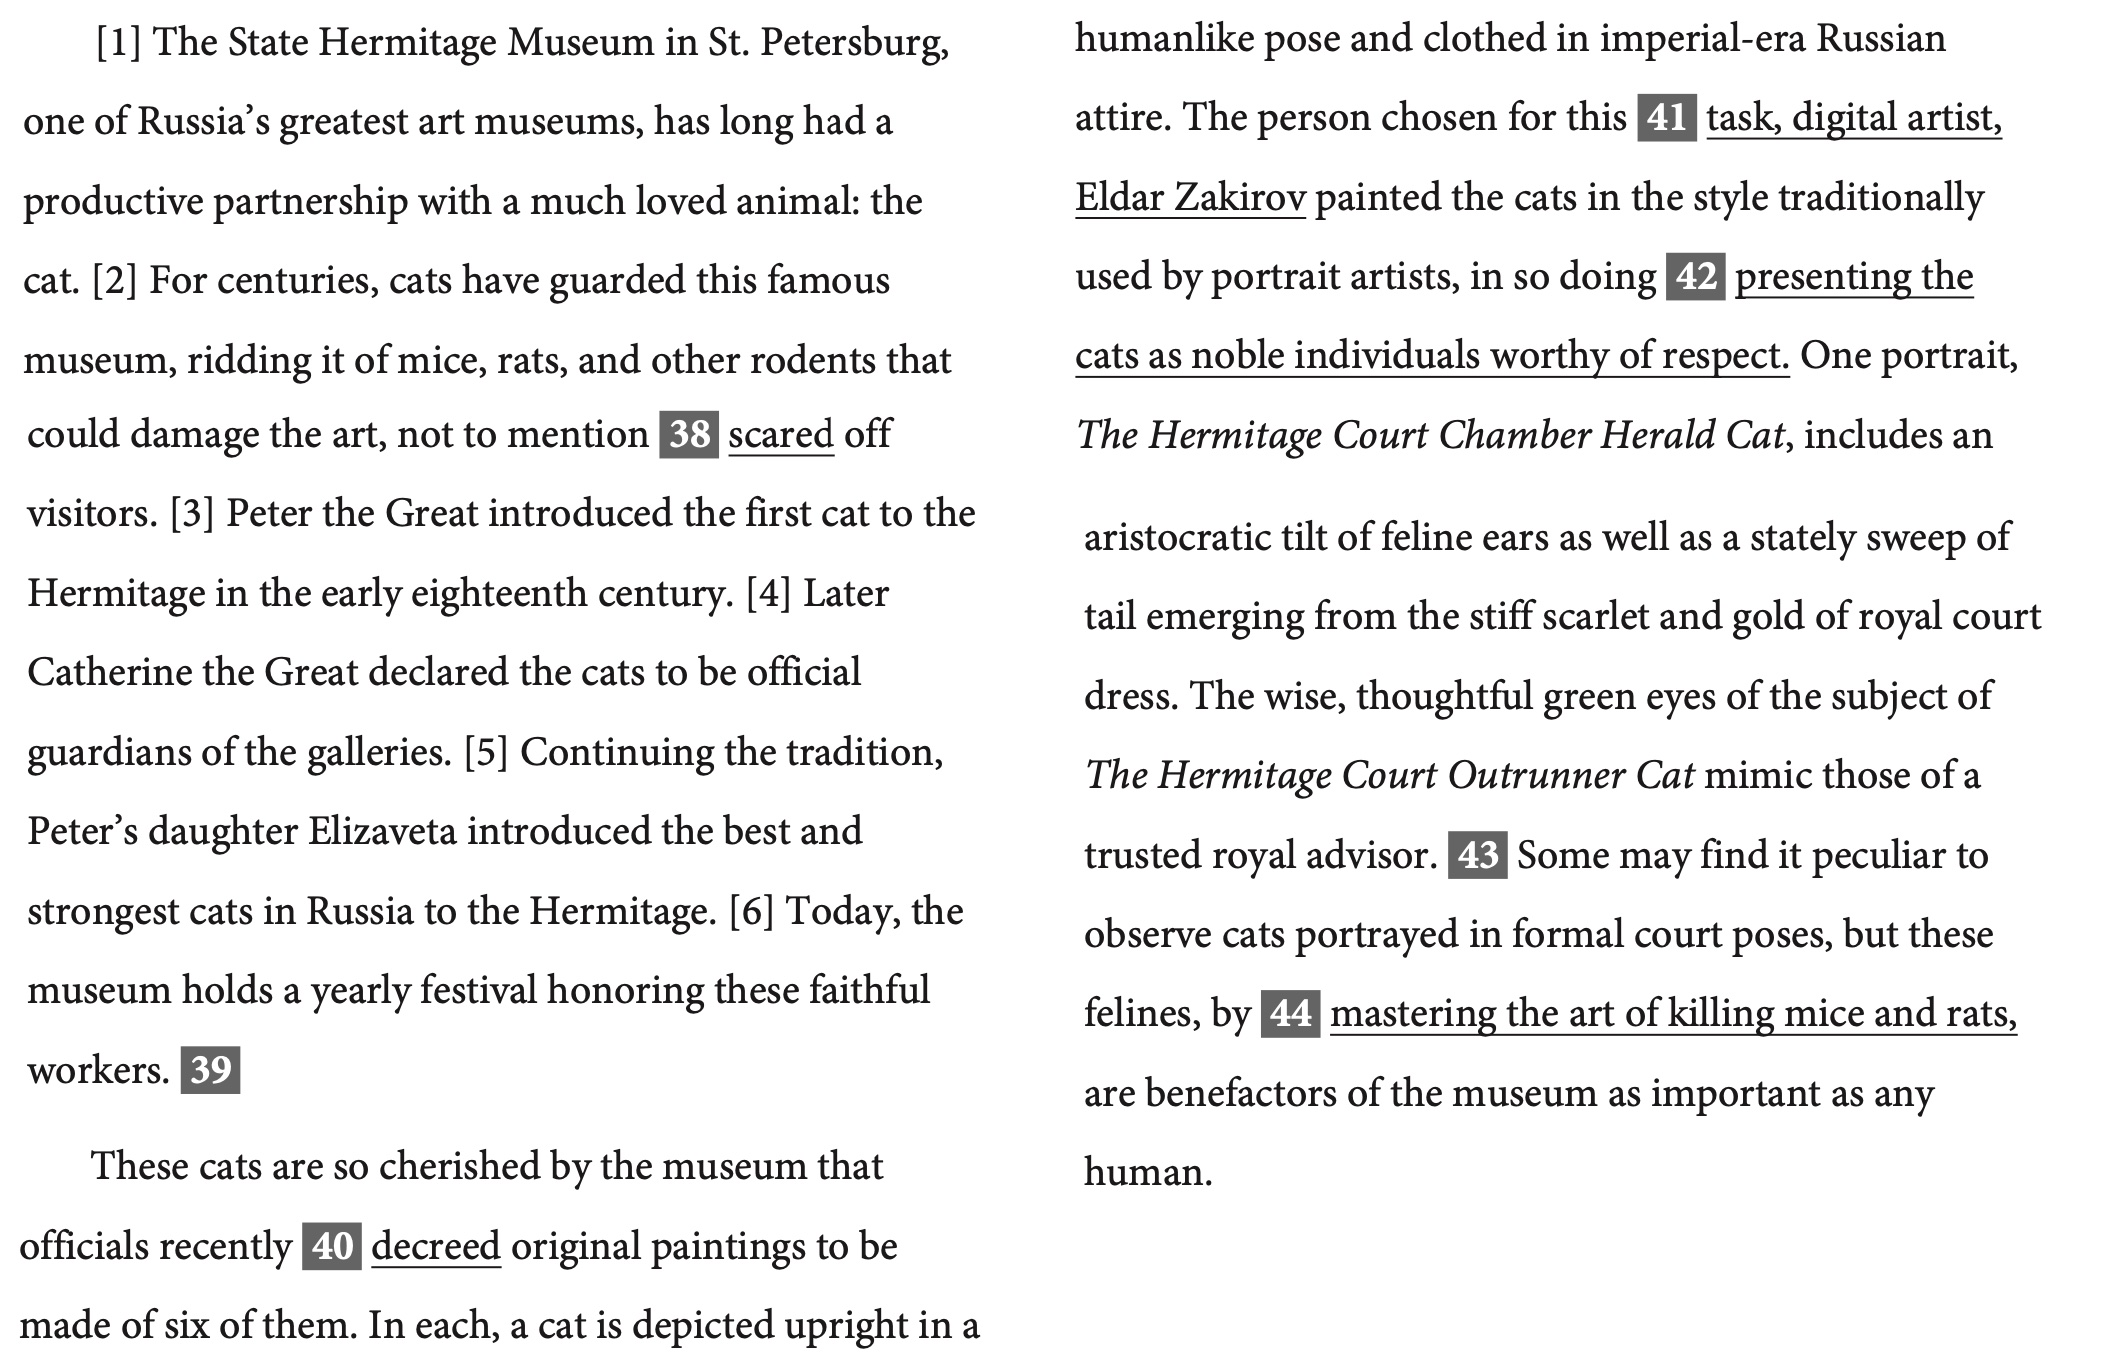 [1] The State Hermitage Museum in St. Petersburg,
one of Russia’s greatest art museums, has long had a
productive partnership with a much loved animal: the
cat. [2] For centuries, cats have guarded this famous
museum, ridding it of mice, rats, and other rodents that
could damage the art, not to mention 38 scared off
visitors. [3] Peter the Great introduced the first cat to the
Hermitage in the early eighteenth century. [4] Later
Catherine the Great declared the cats to be official
guardians of the galleries. [5] Continuing the tradition,
Peter’s daughter Elizaveta introduced the best and
strongest cats in Russia to the Hermitage. [6] Today, the
museum holds a yearly festival honoring these faithful
workers. 39
These cats are so cherished by the museum that
officials recently 40 decreed original paintings to be
made of six of them. In each, a cat is depicted upright in a
humanlike pose and clothed in imperial-era Russian
attire. The person chosen for this 41 task, digital artist,
Eldar Zakirov painted the cats in the style traditionally
used by portrait artists, in so doing 42 presenting the
cats as noble individuals worthy of respect. One portrait,
The Hermitage Court Chamber Herald Cat, includes an
aristocratic tilt of feline ears as well as a stately sweep of
tail emerging from the stiff scarlet and gold of royal court
dress. The wise, thoughtful green eyes of the subject of
The Hermitage Court Outrunner Cat mimic those of a
trusted royal advisor. 43 Some may find it peculiar to
observe cats portrayed in formal court poses, but these
felines, by 44 mastering the art of killing mice and rats,
are benefactors of the museum as important as any
human.